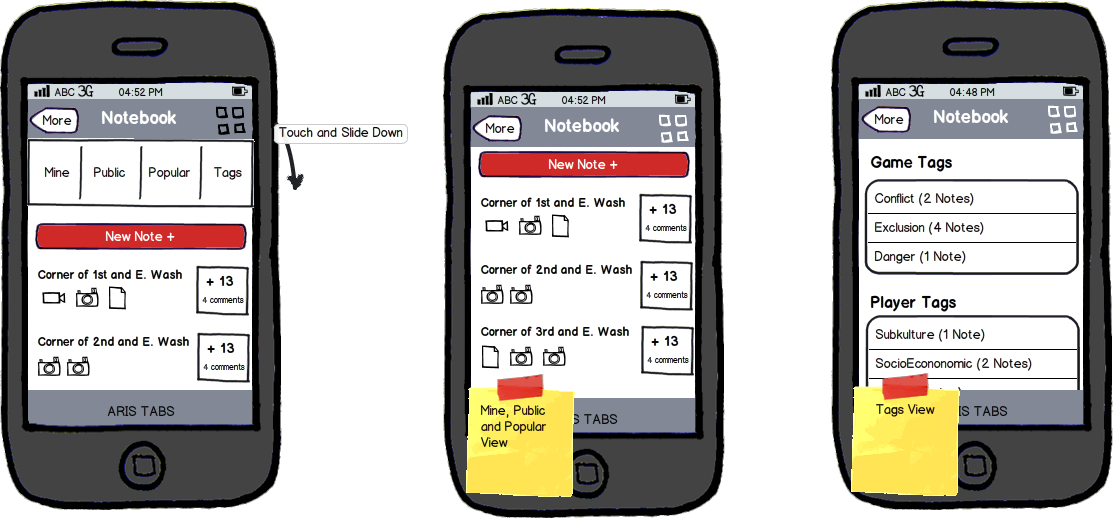 ABC 3G 04:52 PM
More
Notebook
Mine Public Popular Tags
New Note +
Corner of 1st and E. Wash
+ 13
4 comments
Corner of 2nd and E. Wash
+ 13
4 comments
ARIS TABS
Touch and Slide Down
ABC 3G 04:52 PM
More
Notebook
New Note +
Corner of 1st and E. Wash
+ 13
4 comments
Corner of 2nd and E. Wash
+ 13
4 comments
Corner of 3rd and E. Wash
+ 13
4 comments
Mine, Public
and Popular
View
IS TABS
ABC 3G 04:48 PM
More
Notebook
Game Tags
Conflict (2 Notes)
Exclusion (4 Notes)
Danger (1 Note)
Player Tags
Subkulture (1 Note)
SocioEcononomic (2 Notes)
Tags View
IS TABS